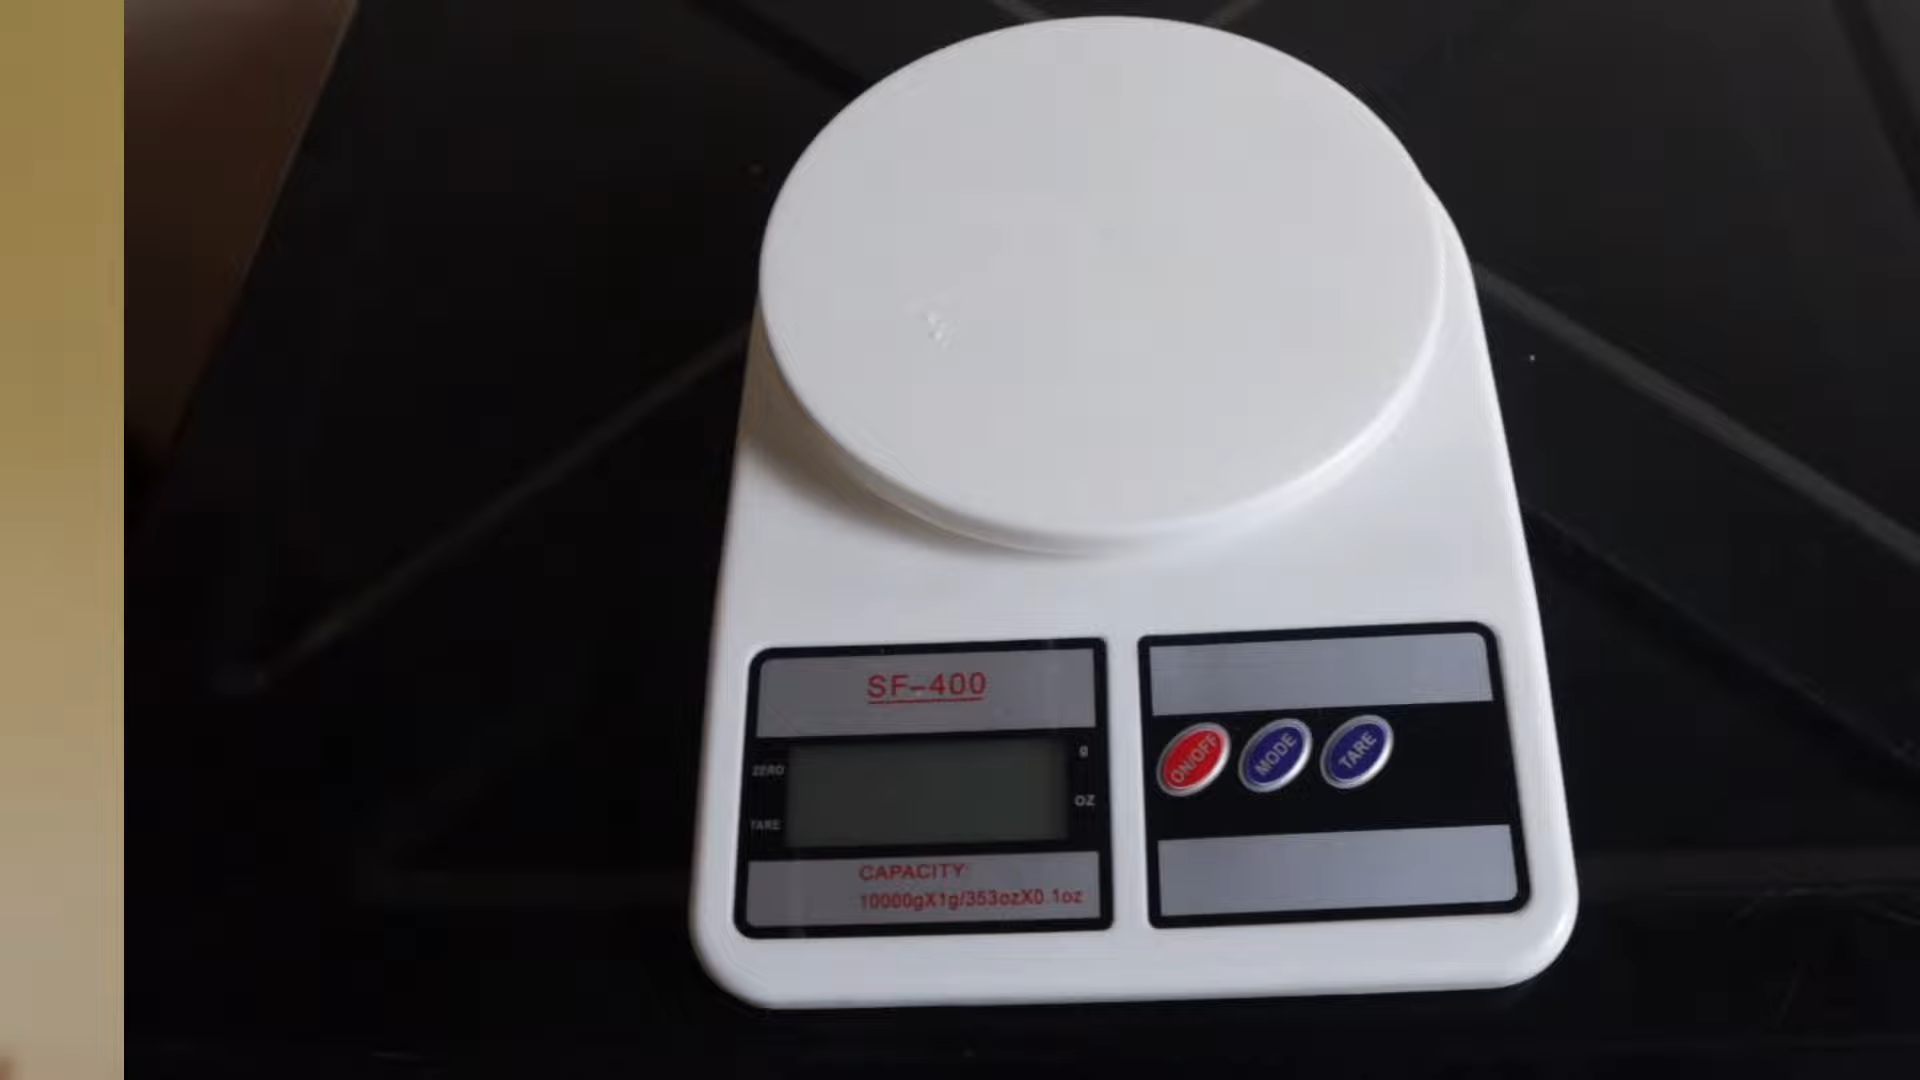 SF-400
ZERO
g
OZ
TARE
CAPACITY:
10000gX1g/353ozX0.1oz
ON/OFF
MODE
TARE